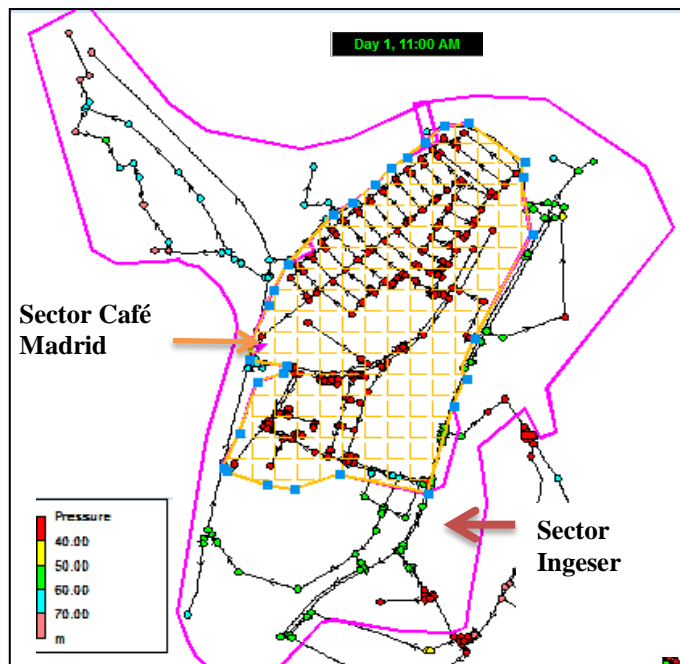 Day 1, 11:00 AM
Sector Café
Madrid
Pressure
40.00
50.00
60.00
70.00
m
Sector
Ingeser